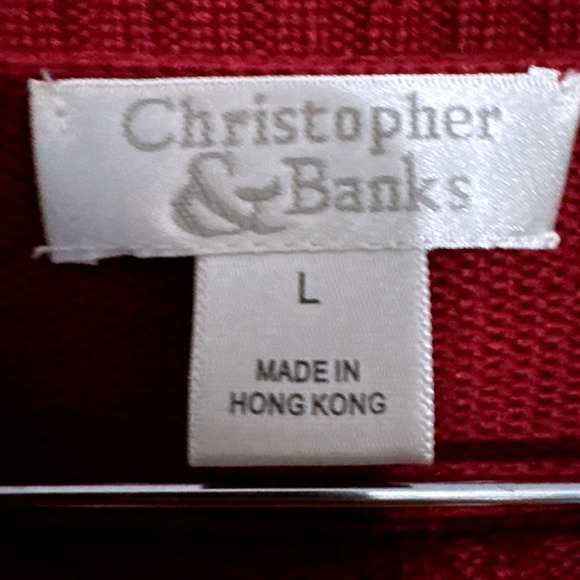 Christopher
& Banks
L
MADE IN
HONG KONG